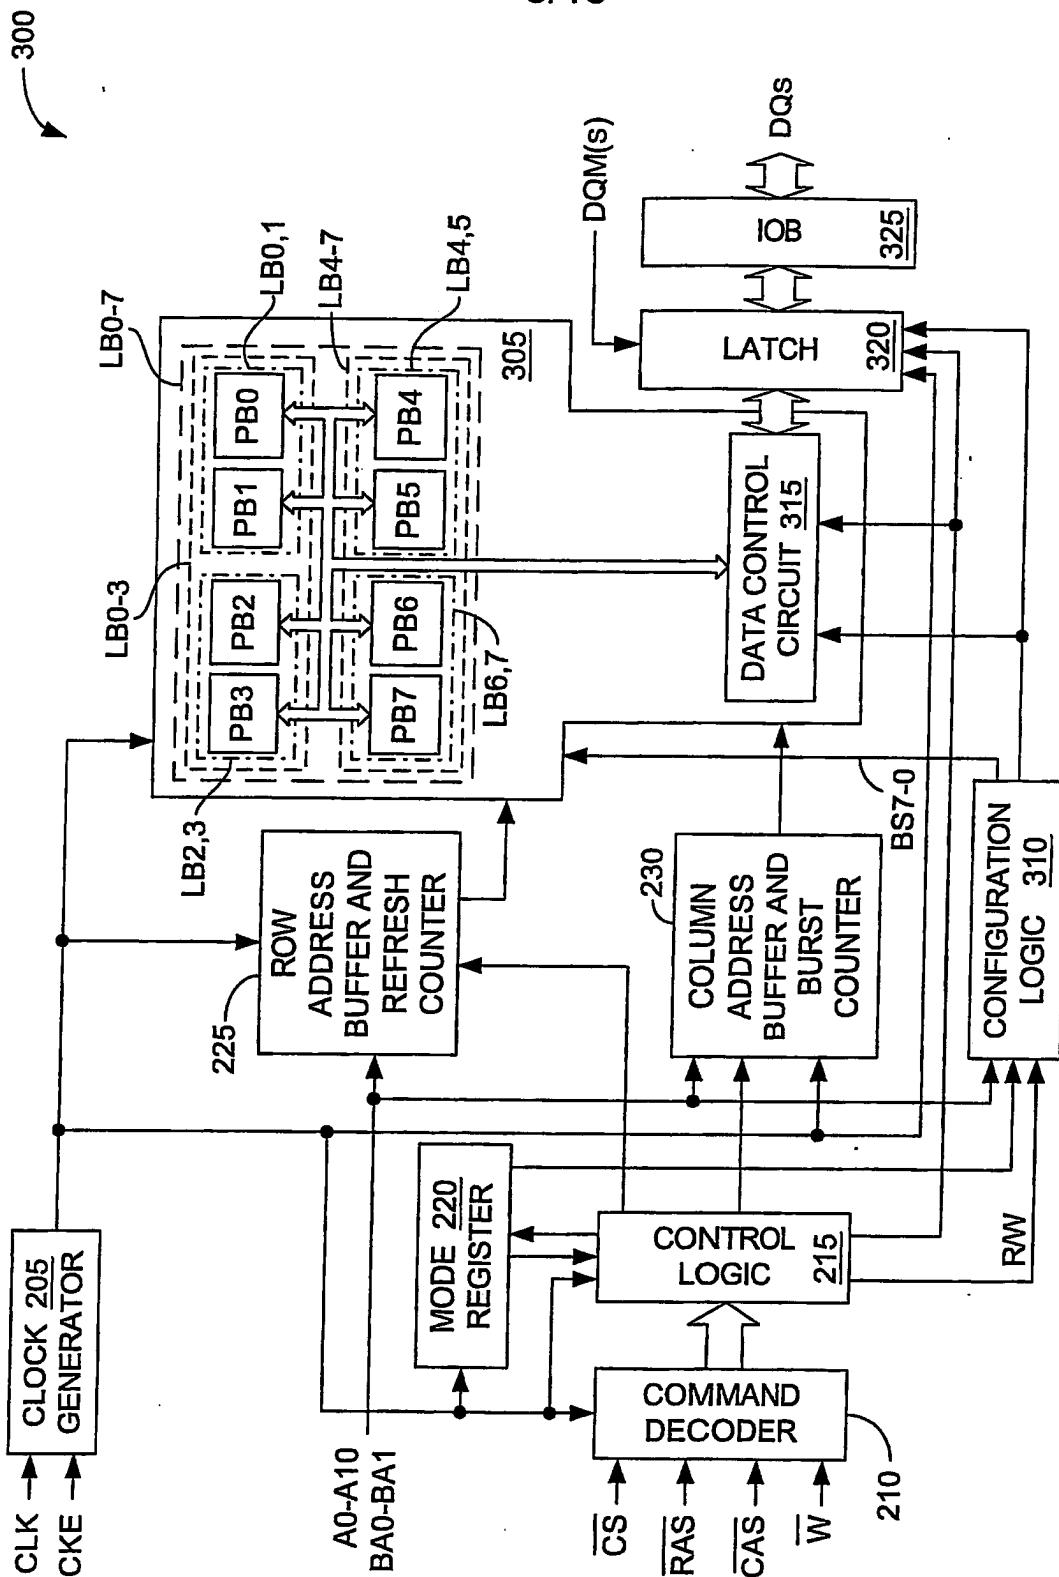 300
CLK
CKE
CLOCK 205
GENERATOR
A0-A10
BA0-BA1
CS
RAS
CAS
W
COMMAND
DECODER
210
MODE 220
REGISTER
CONTROL
LOGIC 215
R/W
225
ROW
ADDRESS
BUFFER AND
REFRESH
COUNTER
230
COLUMN
ADDRESS
BUFFER AND
BURST
COUNTER
CONFIGURATION
LOGIC 310
BS7-0
LB0-7
LB0-3
LB0,1
LB4-7
LB4,5
LB2,3
LB6,7
PB3
PB2
PB1
PB0
PB7
PB6
PB5
PB4
305
DATA CONTROL
CIRCUIT 315
LATCH
320
DQM(s)
IOB
325
DQs